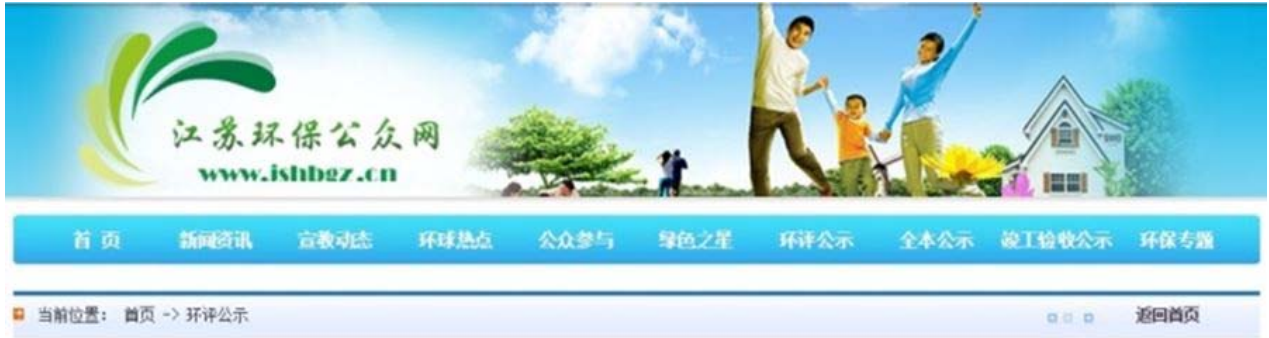 江苏环保公众网
www.jshbgz.cn
首 页 新闻资讯 宣教动态 环球热点 公众参与 绿色之星 环评公示 全本公示 竣工验收公示 环保专题
当前位置： 首页 -> 环评公示 返回首页